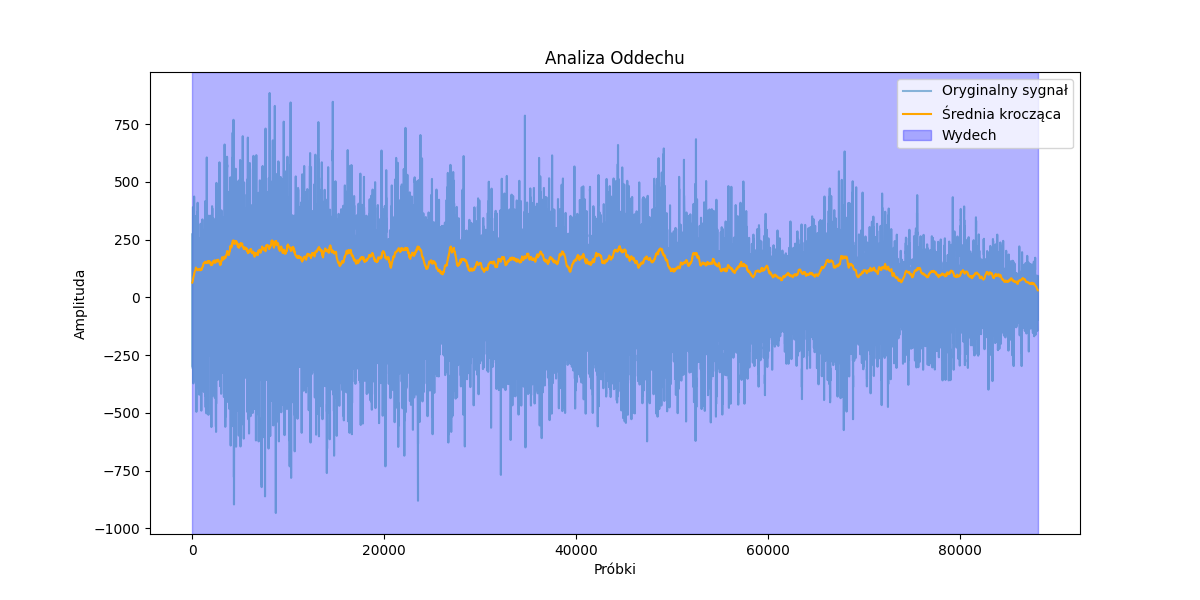 Analiza Oddechu
Oryginalny sygnał
Średnia krocząca
Wydech
Amplituda
750
500
250
0
−250
−500
−750
−1000
0
20000
40000
60000
80000
Próbki